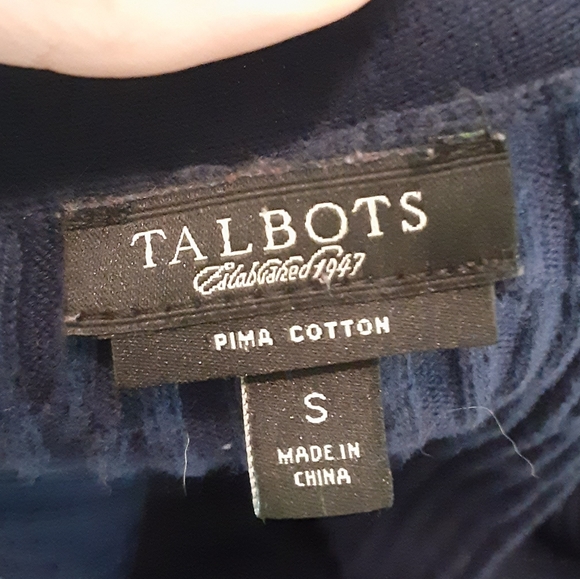 TALBOTS
Established 1947
PIMA COTTON
S
MADE IN
CHINA